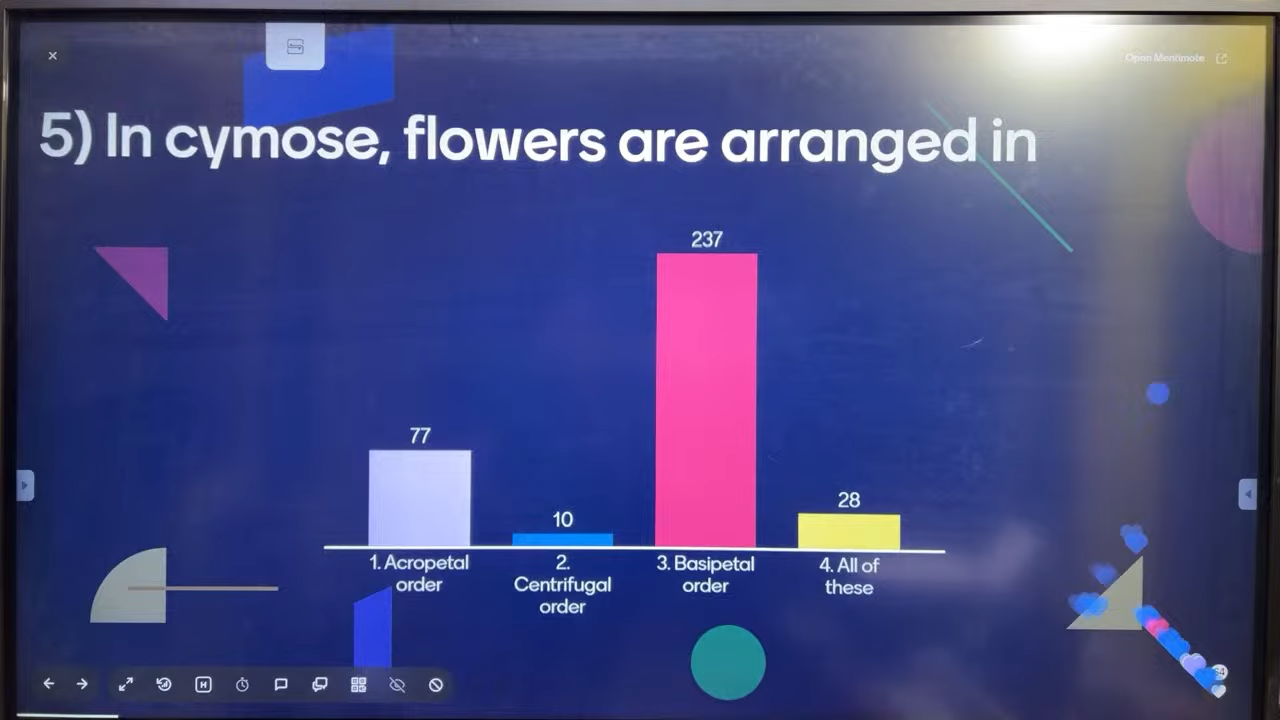 Open Mentimote
5) In cymose, flowers are arranged in
237
77
10
28
1. Acropetal
order
2.
Centrifugal
order
3. Basipetal
order
4. All of
these